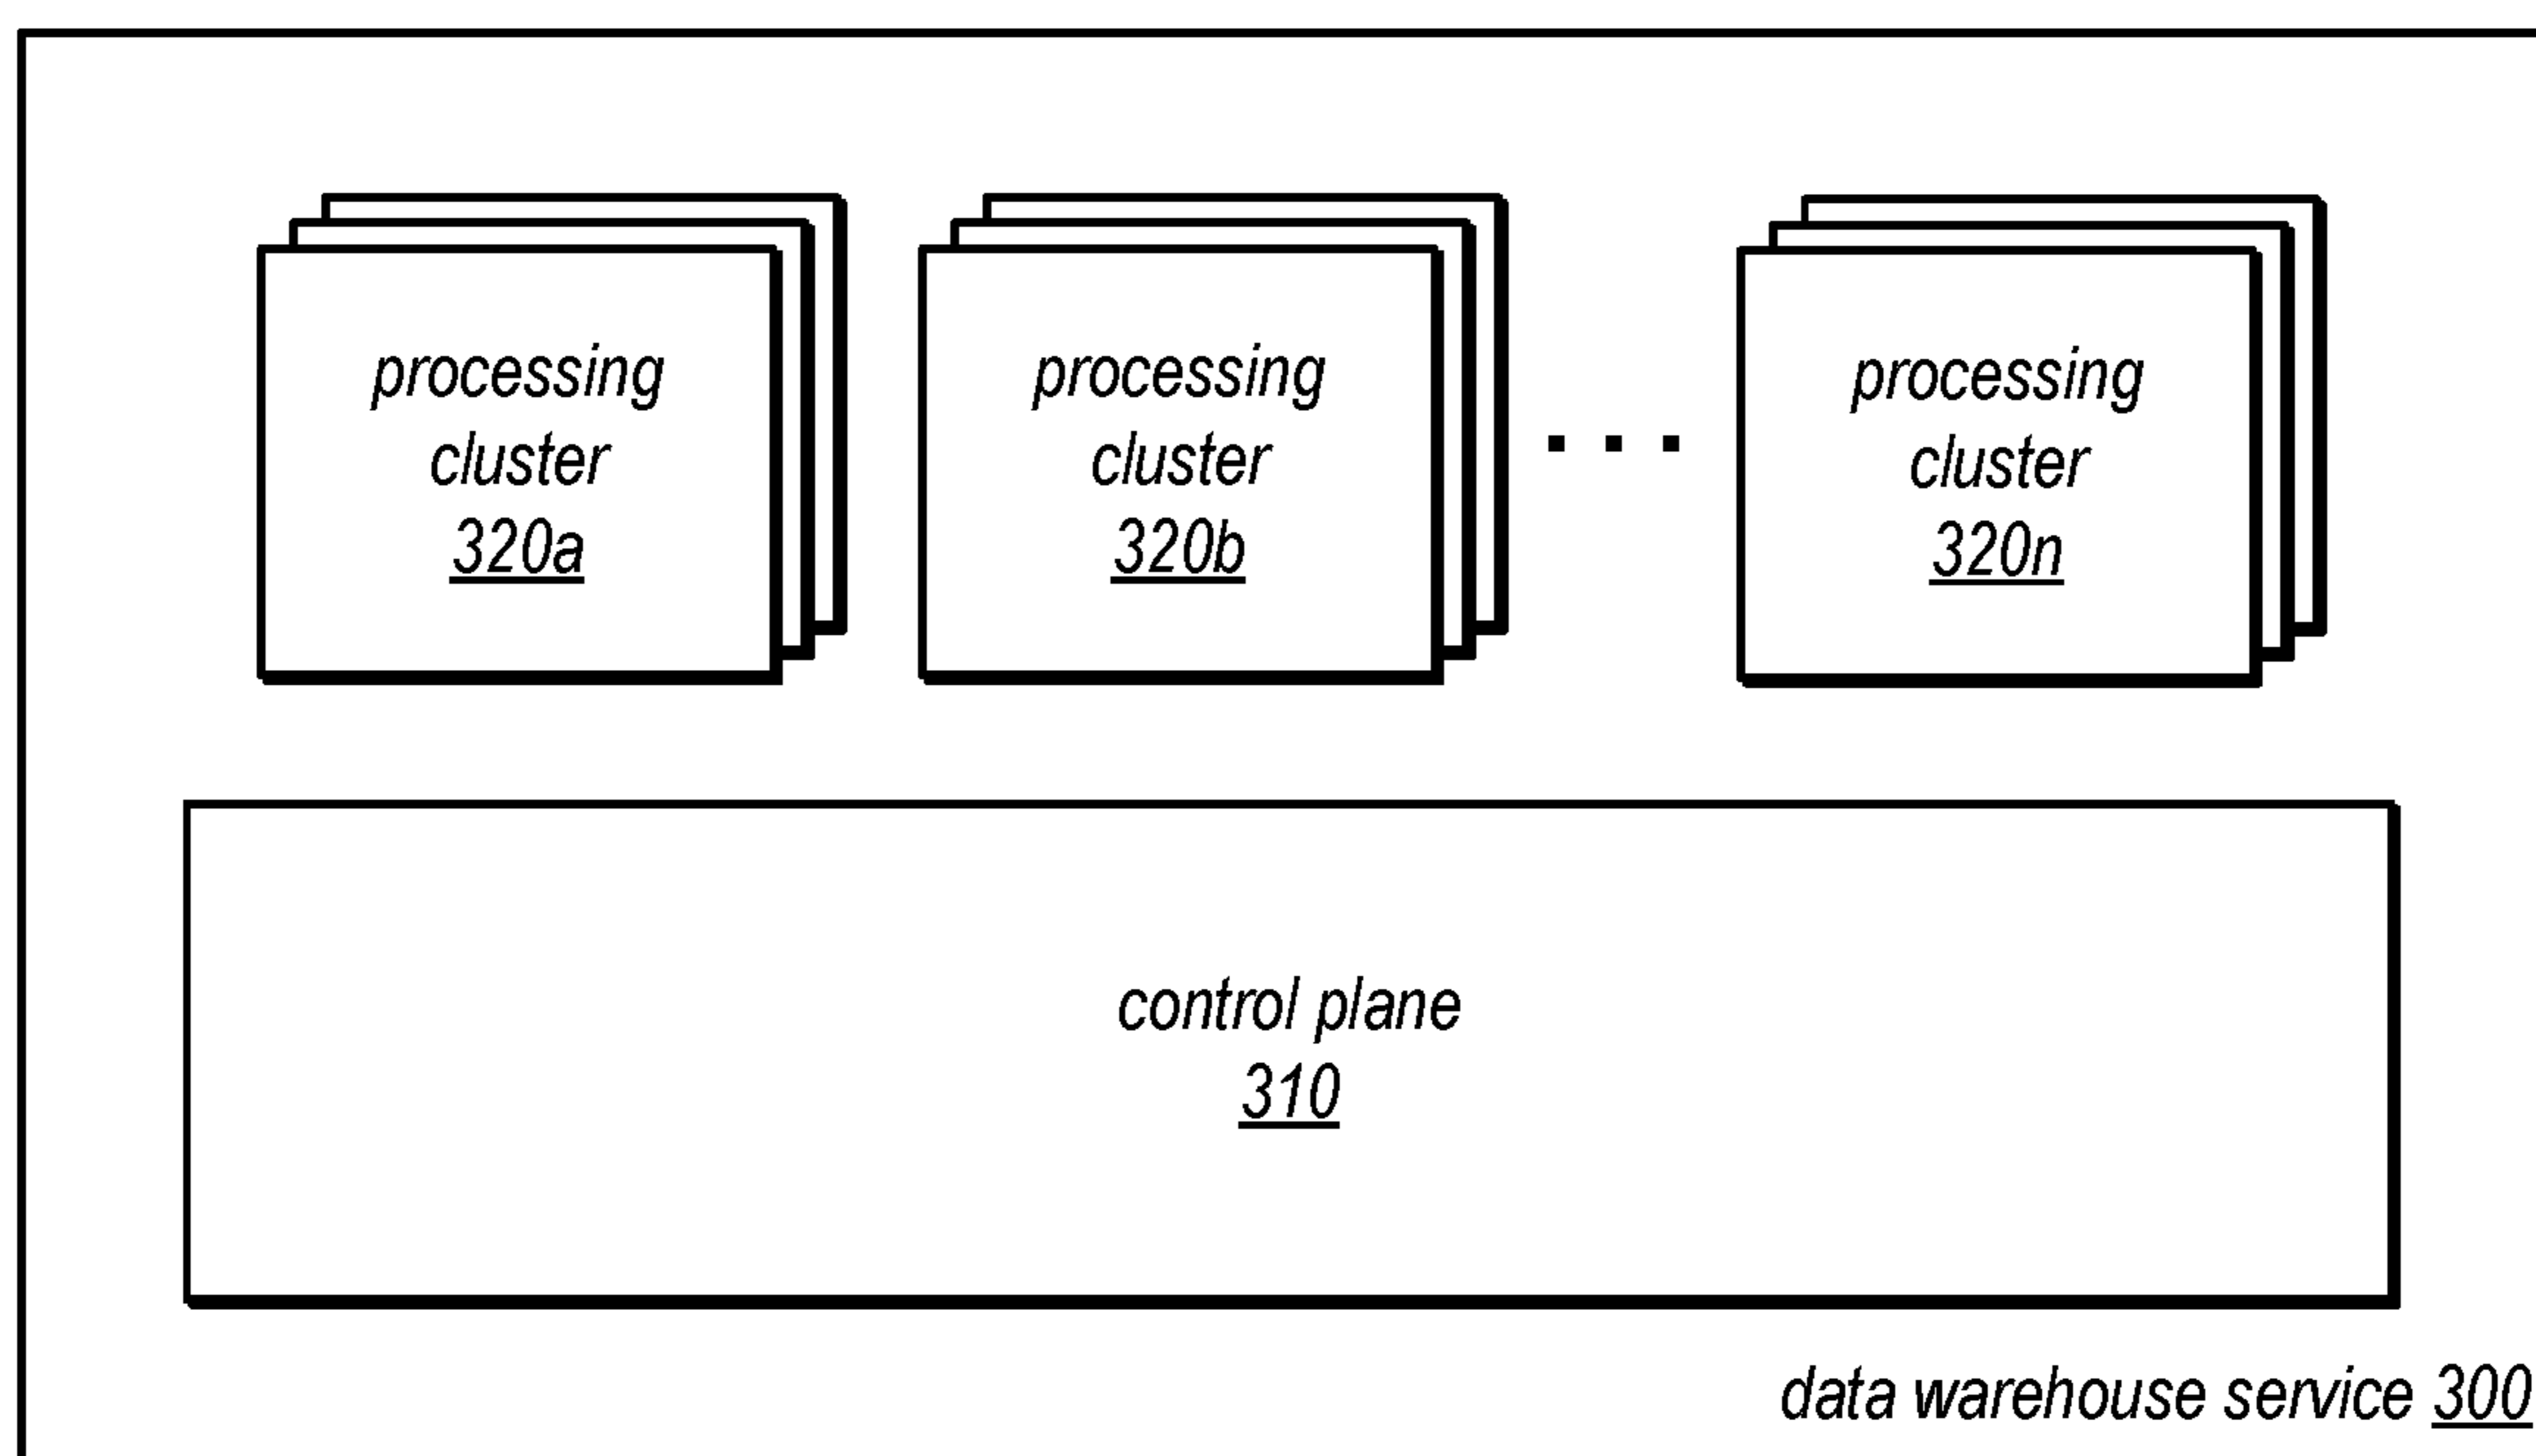 processing
cluster
320a
processing
cluster
320b
. . .
processing
cluster
320n
control plane
310
data warehouse service 300